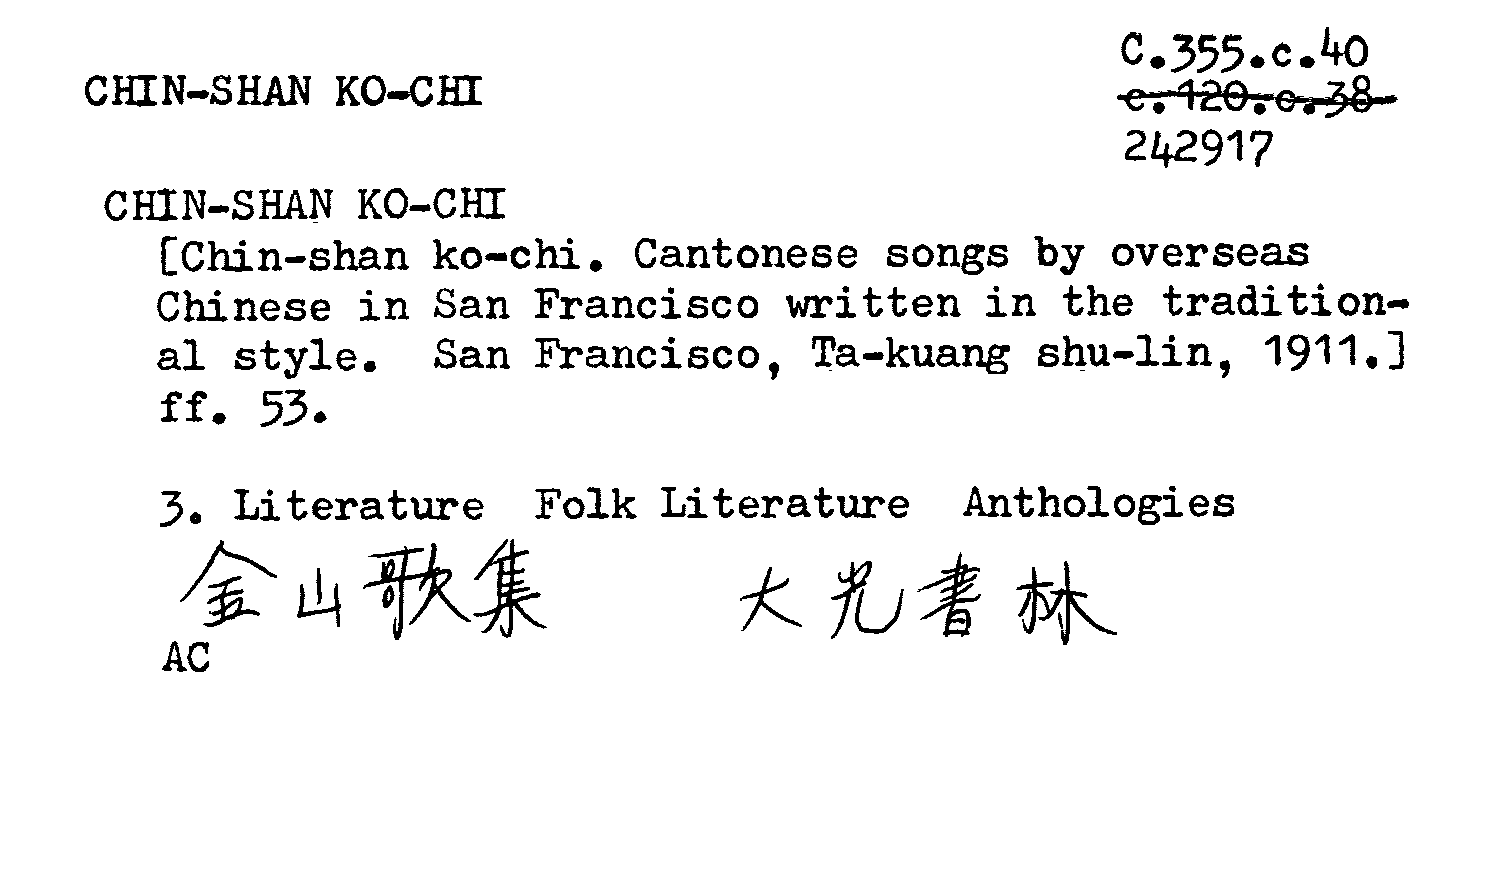 CHIN-SHAN KO-CHI
C.355.c.40
c.120.c.38
242917
CHIN-SHAN KO-CHI
[Chin-shan ko-chi. Cantonese songs by overseas
Chinese in San Francisco written in the tradition-
al style. San Francisco, Ta-kuang shu-lin, 1911.]
ff. 53.
3. Literature Folk Literature Anthologies
金山歌集 大光書林
AC